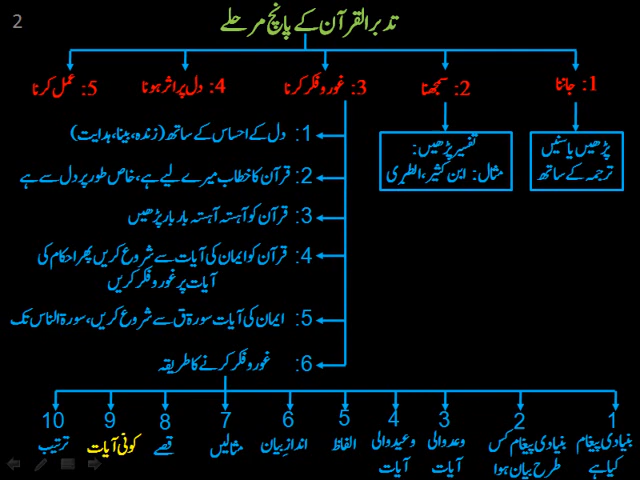 2
تدبر القرآن کے پانچ مرحلے
1: جاننا
2: سمجھنا
3: غور و فکر کرنا
4: دل پر اثر ہونا
5: عمل کرنا
پڑھیں یا سنیں
ترجمہ کے ساتھ
تفسیر پڑھیں:
مثال: ابن کثیر، الطبری
1: دل کے احساس کے ساتھ (زندہ، بینا، ہدایت)
2: قرآن کا خطاب میرے لیے ہے، خاص طور پر دل سے ہے
3: قرآن کو آہستہ آہستہ بار بار پڑھیں
4: قرآن کو ایمان کی آیات سے شروع کریں پھر احکام کی
آیات پر غور و فکر کریں
5: ایمان کی آیات سورۃ ق سے شروع کریں، سورۃ الناس تک
6: غور و فکر کرنے کا طریقہ
1
بنیادی پیغام
کیا ہے
2
بنیادی پیغام کس
طرح بیان ہوا
3
وعدہ والی
آیات
4
وعید والی
آیات
5
الفاظ
6
اندازِ بیان
7
مثالیں
8
قصے
9
کونی آیات
10
ترتیب